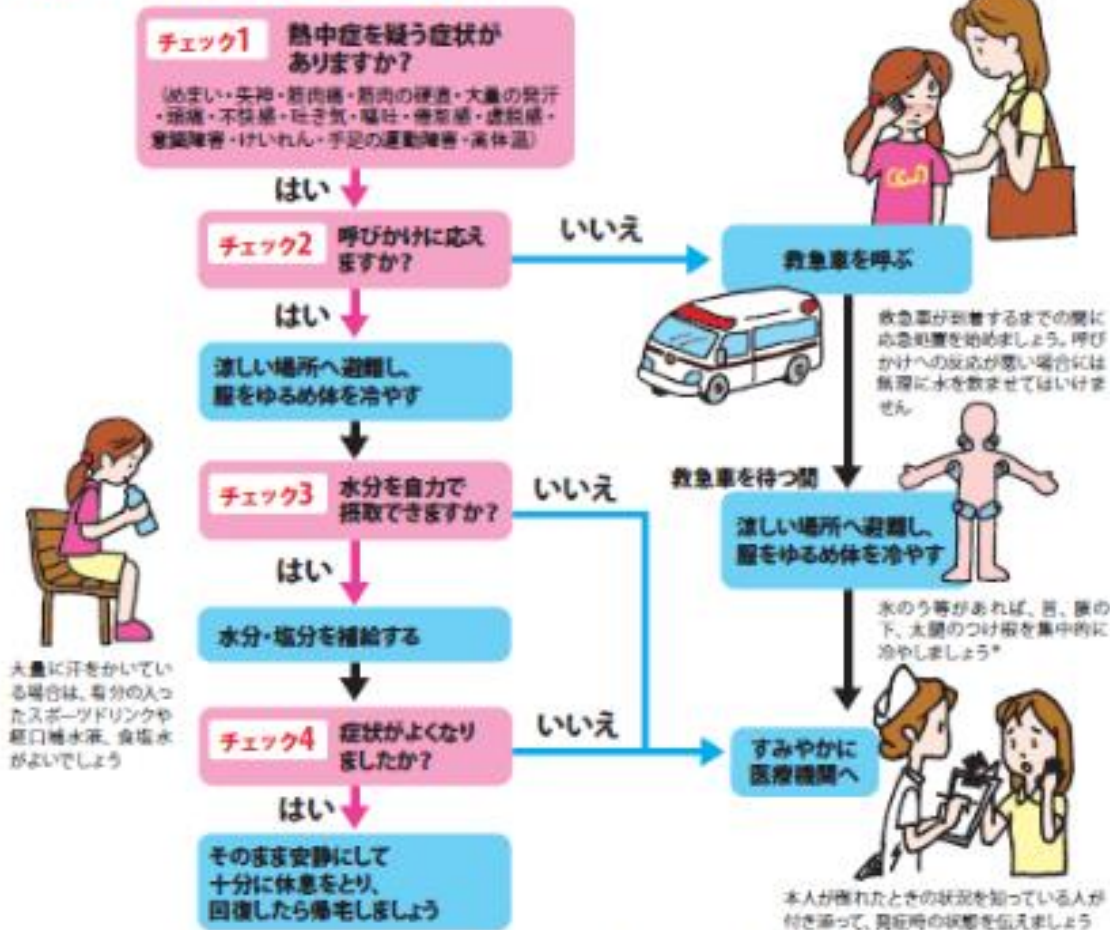 チェック1
熱中症を疑う症状が
ありますか?
(めまい・失神・筋肉痛・筋肉の硬直・大量の発汗
・頭痛・不快感・吐き気・嘔吐・倦怠感・虚脱感・
意識障害・けいれん・手足の運動障害・高体温)
はい
チェック2
呼びかけに応え
ますか?
いいえ
救急車を呼ぶ
はい
救急車が到着するまでの間に
応急処置を始めましょう。呼び
かけへの反応が悪い場合には
無理に水を飲ませてはいけま
せん
涼しい場所へ避難し、
服をゆるめ体を冷やす
チェック3
水分を自力で
摂取できますか?
いいえ
救急車を待つ間
涼しい場所へ避難し、
服をゆるめ体を冷やす
はい
氷のう等があれば、首、腋の
下、太腿のつけ根を集中的に
冷やしましょう*
水分・塩分を補給する
大量に汗をかいてい
る場合は、塩分の入っ
たスポーツドリンクや
経口補水液、食塩水
がよいでしょう
チェック4
症状がよくなり
ましたか?
いいえ
すみやかに
医療機関へ
はい
そのまま安静にして
十分に休息をとり、
回復したら帰宅しましょう
本人が倒れたときの状況を知っている人が
付き添って、発症時の状態を伝えましょう